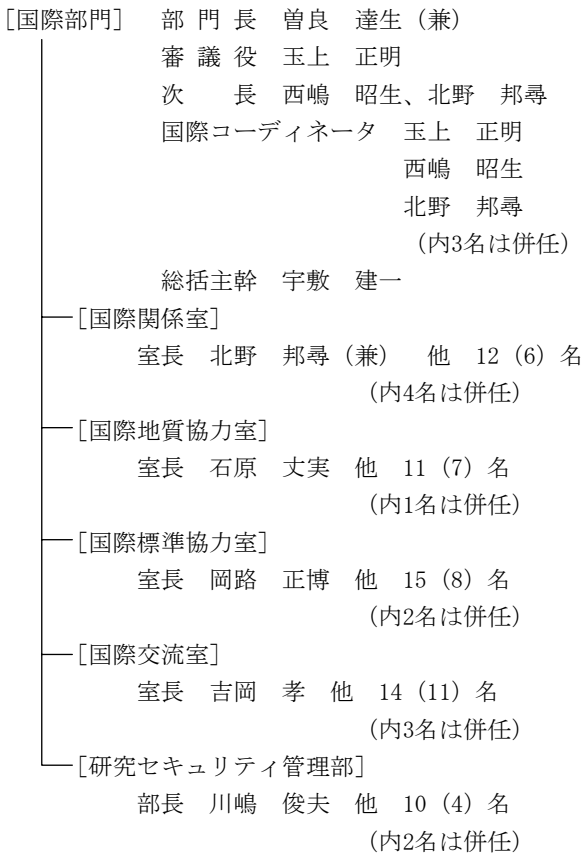 [国際部門]　部 門 長　曽良　達生（兼）
審 議 役　玉上　正明
次　　長　西嶋　昭生、北野　邦尋
国際コーディネータ　玉上　正明
西嶋　昭生
北野　邦尋
（内3名は併任）
総括主幹　宇敷　建一
[国際関係室]
室長　北野　邦尋（兼）　他　12（6）名
（内4名は併任）
[国際地質協力室]
室長　石原　丈実　他　11（7）名
（内1名は併任）
[国際標準協力室]
室長　岡路　正博　他　15（8）名
（内2名は併任）
[国際交流室]
室長　吉岡　孝　他　14（11）名
（内3名は併任）
[研究セキュリティ管理部]
部長　川嶋　俊夫　他　10（4）名
（内2名は併任）